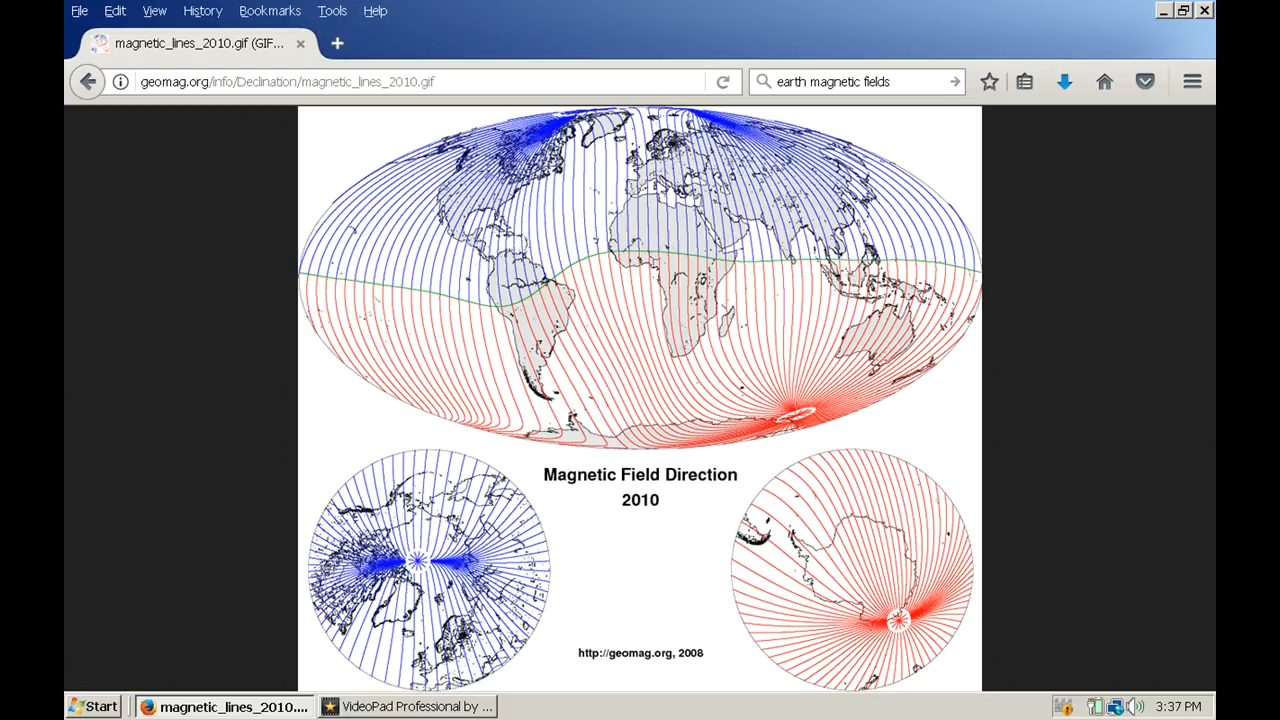 File Edit View History Bookmarks Tools Help
magnetic_lines_2010.gif (GIF...
geomag.org/info/Declination/magnetic_lines_2010.gif
earth magnetic fields
Magnetic Field Direction
2010
http://geomag.org, 2008
Start
magnetic_lines_2010....
VideoPad Professional by ...
3:37 PM